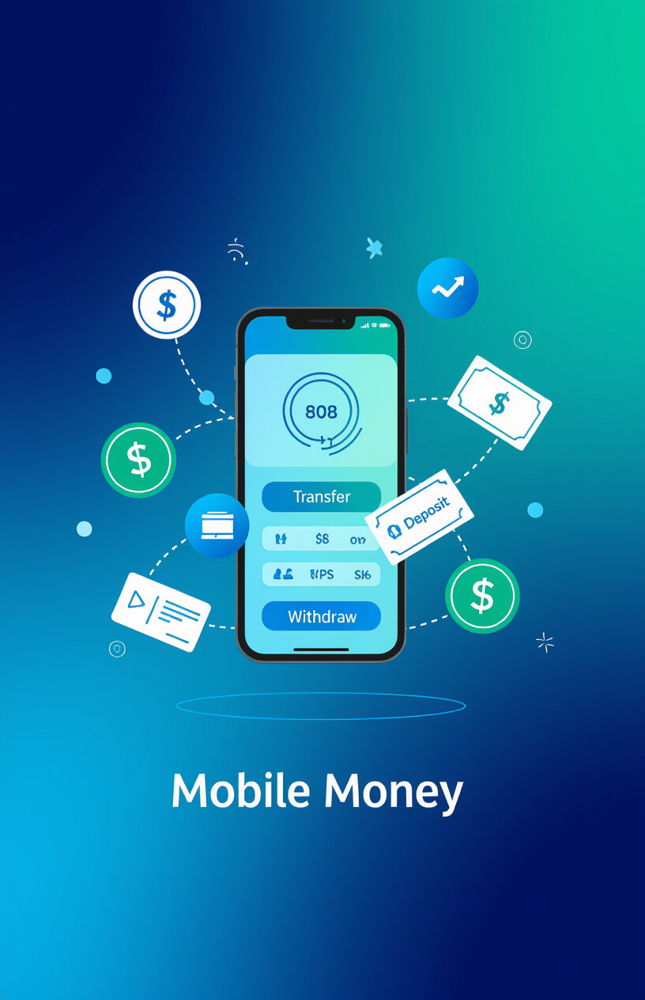 $
$
808
$
Transfer
Deposit
$8 on
$
Withdraw
Mobile Money